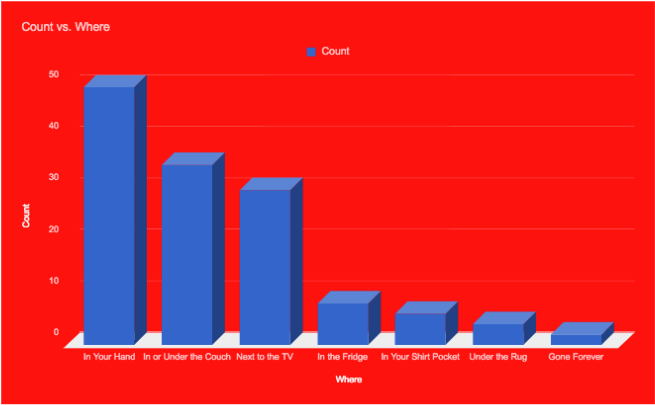 Count vs. Where
Count
50
40
30
20
10
0
Count
In Your Hand
In or Under the Couch
Next to the TV
In the Fridge
In Your Shirt Pocket
Under the Rug
Gone Forever
Where